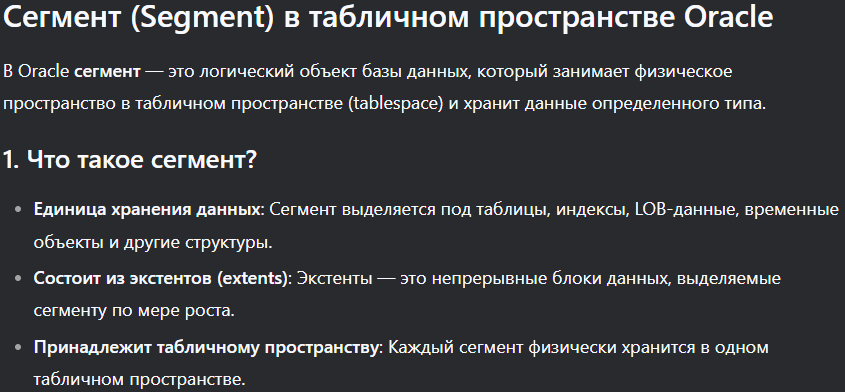 Сегмент (Segment) в табличном пространстве Oracle
В Oracle сегмент — это логический объект базы данных, который занимает физическое
пространство в табличном пространстве (tablespace) и хранит данные определенного типа.
1. Что такое сегмент?
• Единица хранения данных: Сегмент выделяется под таблицы, индексы, LOB-данные, временные
объекты и другие структуры.
• Состоит из экстентов (extents): Экстенты — это непрерывные блоки данных, выделяемые
сегменту по мере роста.
• Принадлежит табличному пространству: Каждый сегмент физически хранится в одном
табличном пространстве.